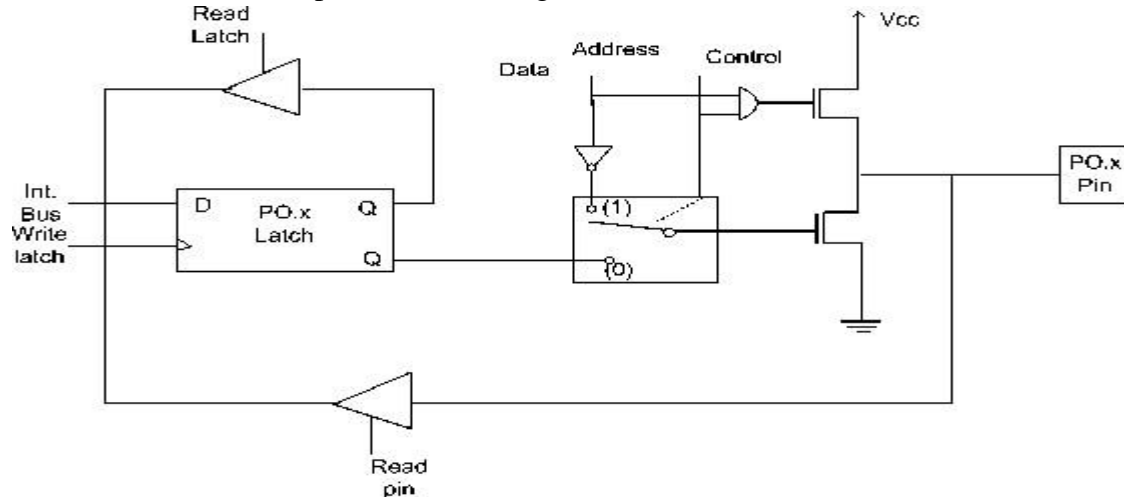 Read
Latch
Vcc
Address
Data
Control
Int.
Bus
Write
latch
D
PO.x
Latch
Q
Q
(1)
(0)
PO.x
Pin
Read
pin